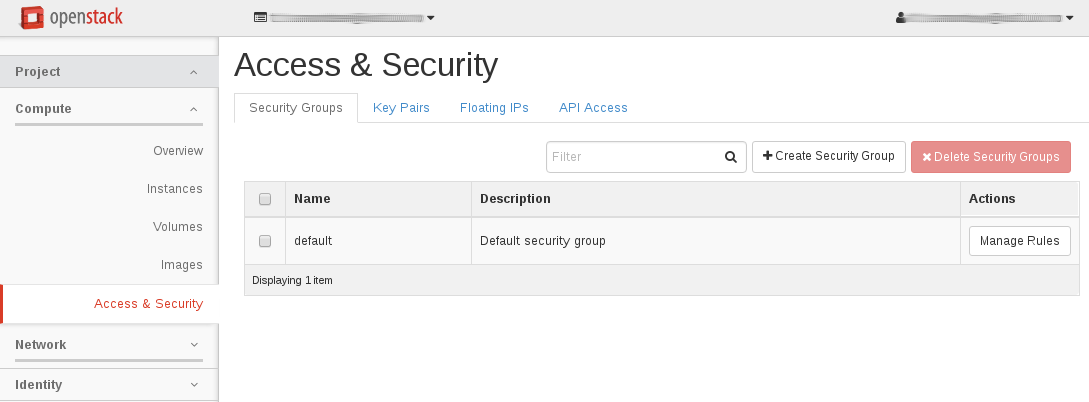 openstack
Project
Compute
Overview
Instances
Volumes
Images
Access & Security
Network
Identity
Access & Security
Security Groups Key Pairs Floating IPs API Access
Filter Create Security Group Delete Security Groups
Name Description Actions
default Default security group Manage Rules
Displaying 1 item